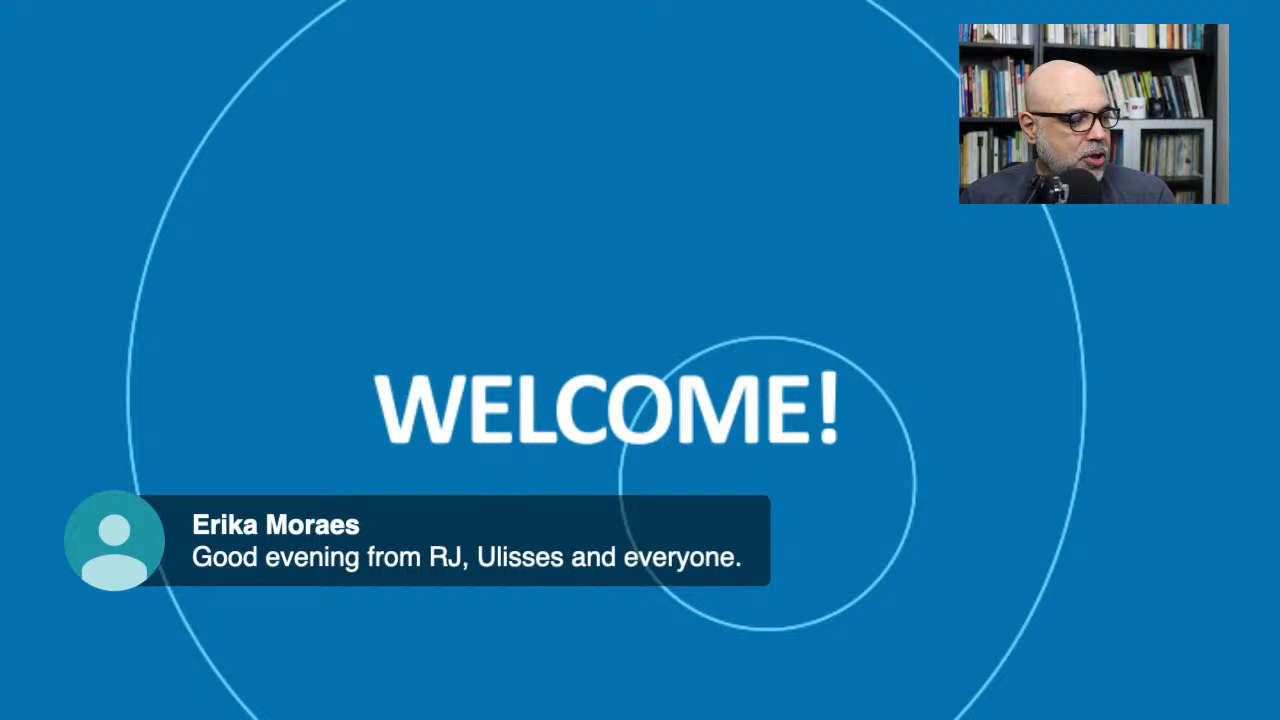 WELCOME!
Erika Moraes
Good evening from RJ, Ulisses and everyone.